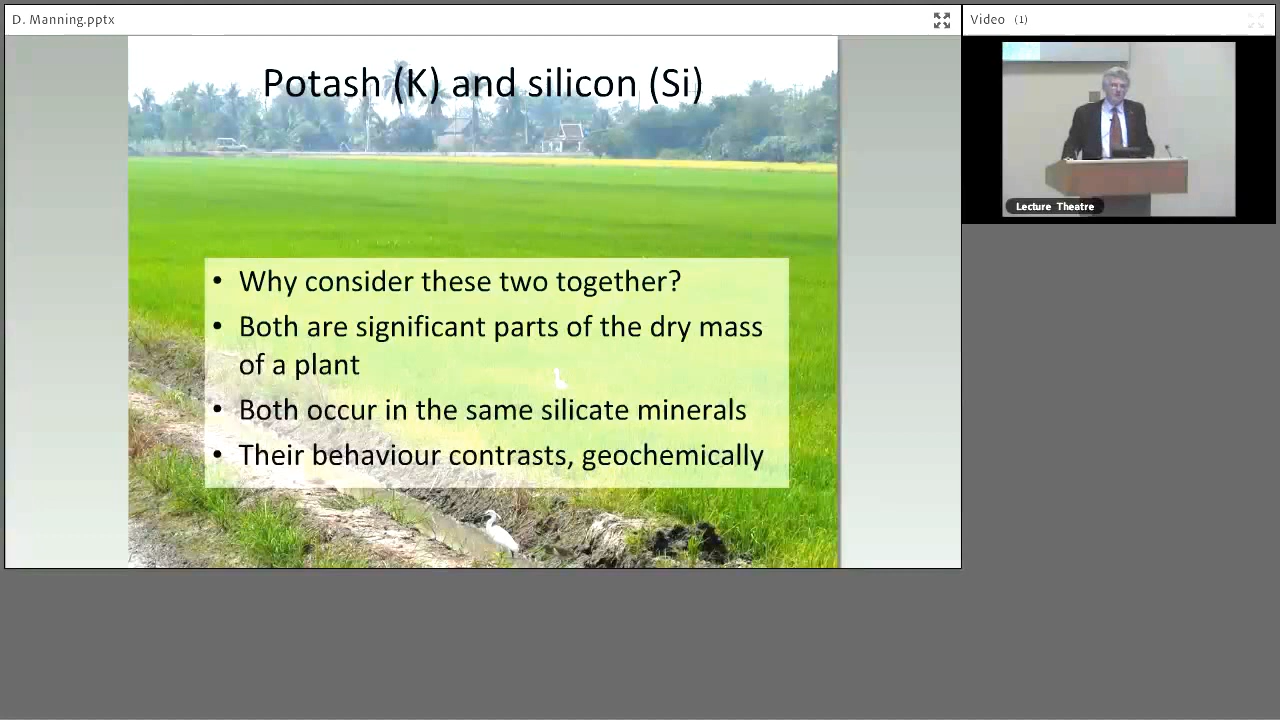 D. Manning.pptx
Video (1)
Potash (K) and silicon (Si)
Lecture Theatre
• Why consider these two together?
• Both are significant parts of the dry mass
of a plant
• Both occur in the same silicate minerals
• Their behaviour contrasts, geochemically